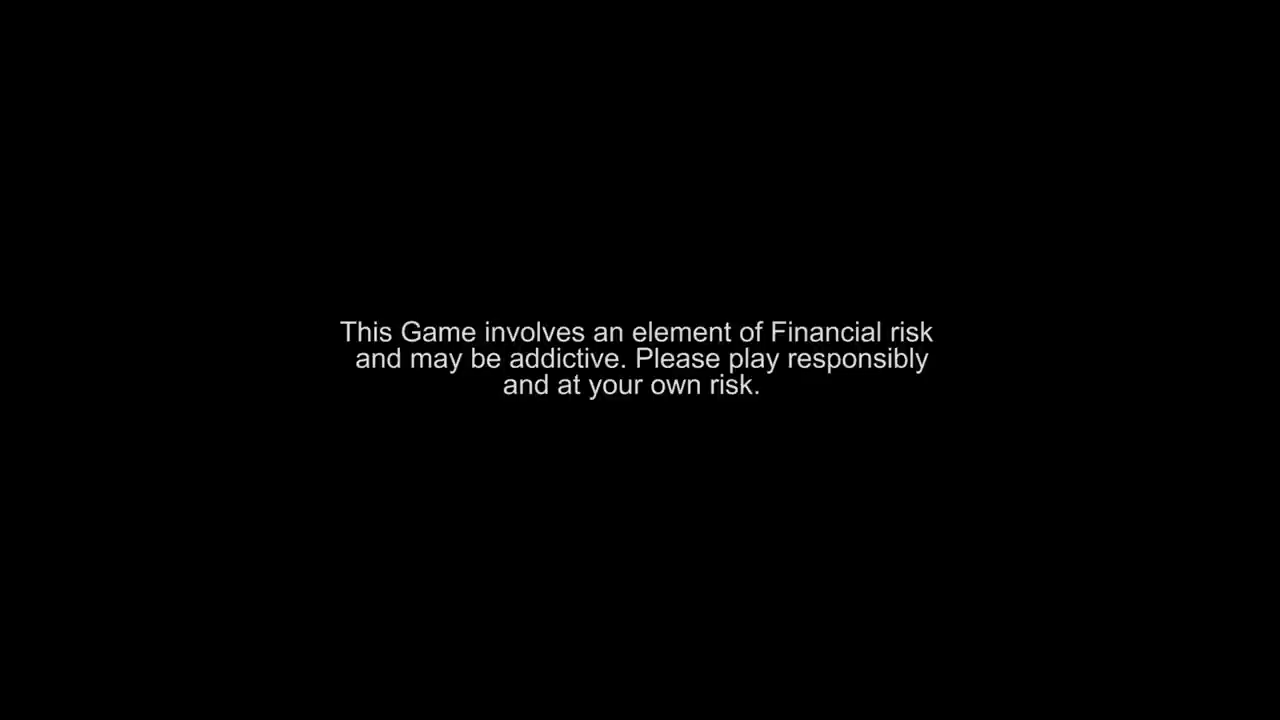 This Game involves an element of Financial risk
and may be addictive. Please play responsibly
and at your own risk.